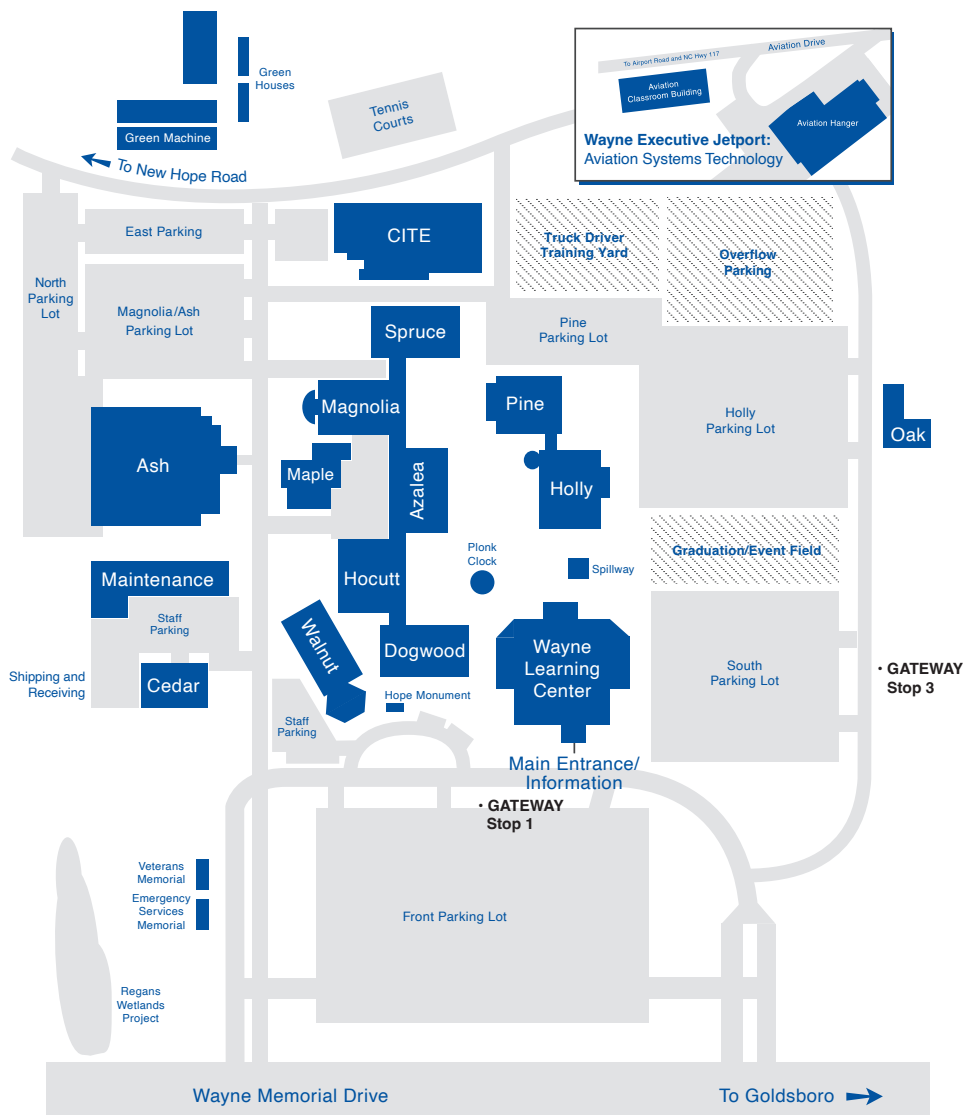 Green
Houses
Green Machine
To New Hope Road
Tennis
Courts
To Airport Road and NC Hwy 117
Aviation Drive
Aviation
Classroom Building
Aviation Hanger
Wayne Executive Jetport:
Aviation Systems Technology
East Parking
CITE
Truck Driver
Training Yard
Overflow
Parking
North
Parking
Lot
Magnolia/Ash
Parking Lot
Spruce
Pine
Parking Lot
Magnolia
Pine
Holly
Parking Lot
Oak
Ash
Maple
Azalea
Holly
Graduation/Event Field
Plonk
Clock
Spillway
Maintenance
Hocutt
Staff
Parking
Walnut
Dogwood
Wayne
Learning
Center
South
Parking Lot
• GATEWAY
Stop 3
Shipping and
Receiving
Cedar
Hope Monument
Staff
Parking
Main Entrance/
Information
• GATEWAY
Stop 1
Veterans
Memorial
Emergency
Services
Memorial
Front Parking Lot
Regans
Wetlands
Project
Wayne Memorial Drive
To Goldsboro